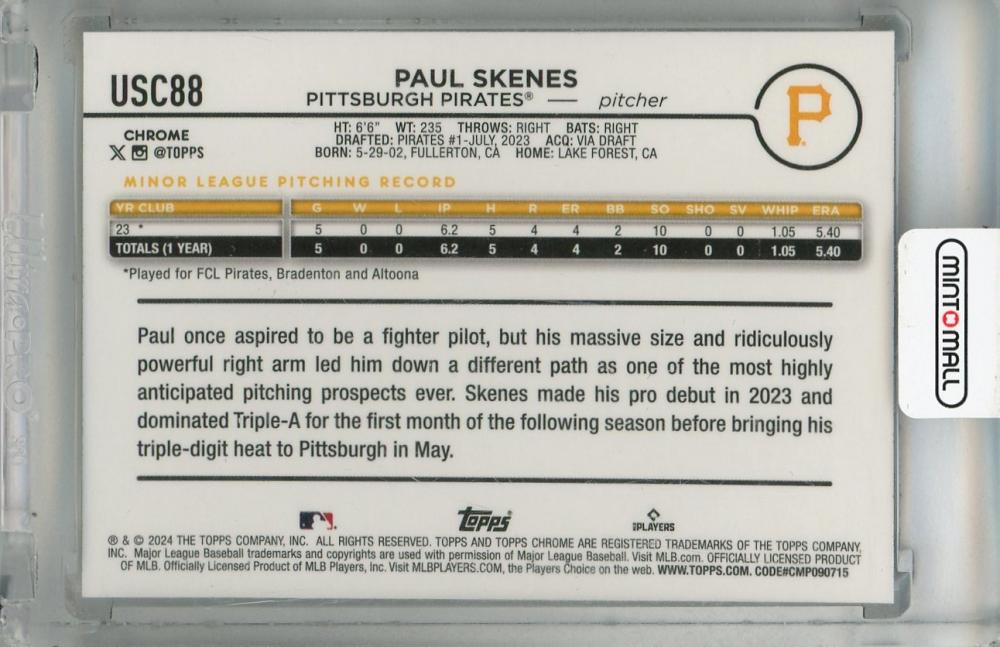 USC88
PAUL SKENES
PITTSBURGH PIRATES® — pitcher
P
CHROME
@TOPPS
HT: 6'6" WT: 235 THROWS: RIGHT BATS: RIGHT
DRAFTED: PIRATES #1-JULY, 2023 ACQ: VIA DRAFT
BORN: 5-29-02, FULLERTON, CA HOME: LAKE FOREST, CA
MINOR LEAGUE PITCHING RECORD
YR CLUB G W L IP H R ER BB SO SHO SV WHIP ERA
23 * 5 0 0 6.2 5 4 4 2 10 0 0 1.05 5.40
TOTALS (1 YEAR) 5 0 0 6.2 5 4 4 2 10 0 0 1.05 5.40
*Played for FCL Pirates, Bradenton and Altoona
Paul once aspired to be a fighter pilot, but his massive size and ridiculously
powerful right arm led him down a different path as one of the most highly
anticipated pitching prospects ever. Skenes made his pro debut in 2023 and
dominated Triple-A for the first month of the following season before bringing his
triple-digit heat to Pittsburgh in May.
Topps
PLAYERS
® & © 2024 THE TOPPS COMPANY, INC. ALL RIGHTS RESERVED. TOPPS AND TOPPS CHROME ARE REGISTERED TRADEMARKS OF THE TOPPS COMPANY,
INC. Major League Baseball trademarks and copyrights are used with permission of Major League Baseball. Visit MLB.com. OFFICIALLY LICENSED PRODUCT
OF MLB. Officially Licensed Product of MLB Players, Inc. Visit MLBPLAYERS.COM, the Players Choice on the web. WWW.TOPPS.COM. CODE#CMP090715
MINTOMALL